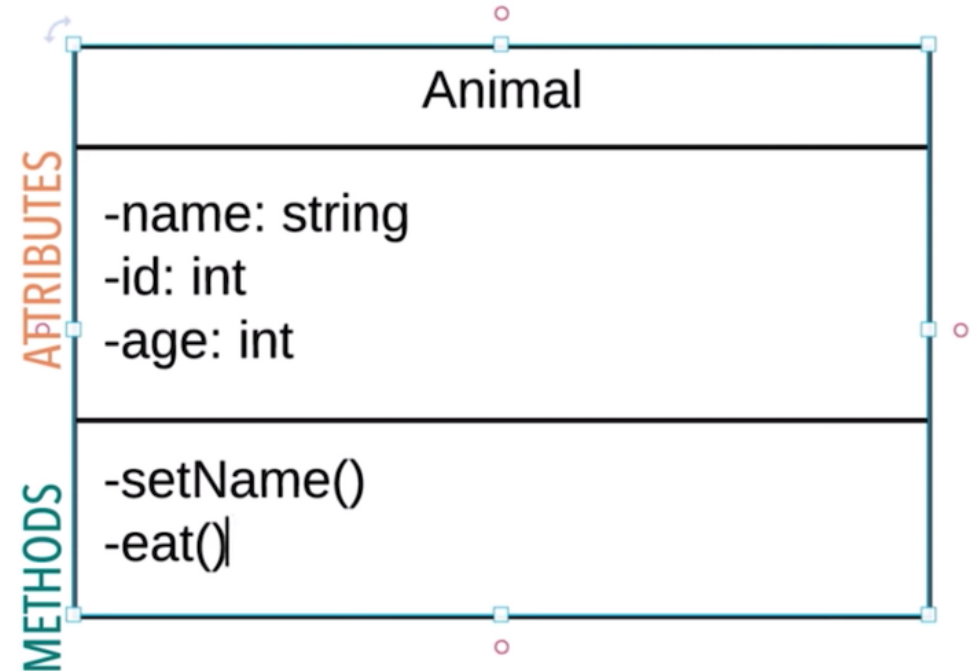 Animal
ATTRIBUTES
-name: string
-id: int
-age: int
METHODS
-setName()
-eat()